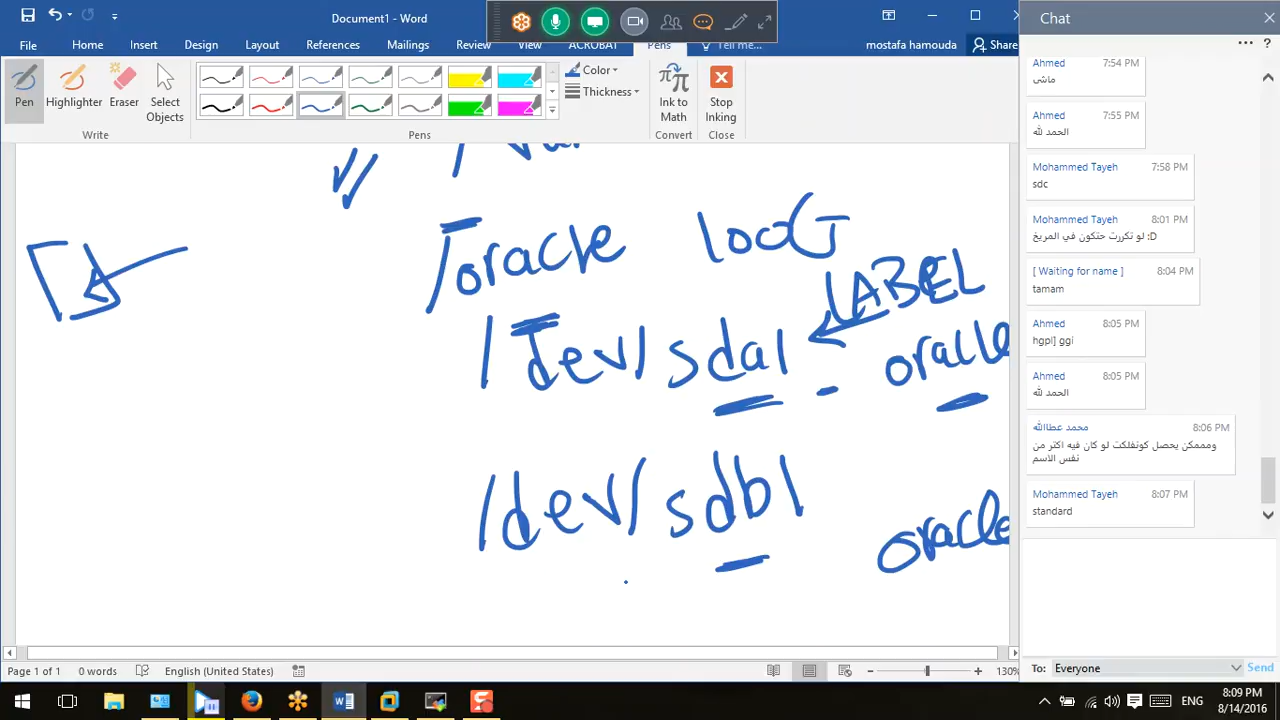 Document1 - Word
mostafa hamouda
Share
File
Home
Insert
Design
Layout
References
Mailings
Review
View
ACROBAT
Pens
Tell me...
Pen
Highlighter
Eraser
Select Objects
Color
Thickness
Ink to Math
Stop Inking
Write
Pens
Convert
Close
/oracle 100G
LABEL
/dev/sda1 - oracle
/dev/sdb1 oracle
Page 1 of 1
0 words
English (United States)
130%
Chat
Ahmed 7:54 PM
ماشى
Ahmed 7:55 PM
الحمد لله
Mohammed Tayeh 7:58 PM
sdc
Mohammed Tayeh 8:01 PM
لو تكررت حتكون في المريخ :D
[ Waiting for name ] 8:04 PM
tamam
Ahmed 8:05 PM
hgpl] ggi
Ahmed 8:05 PM
الحمد لله
محمد عطاالله 8:06 PM
ومممكن يحصل كونفلكت لو كان فيه اكتر من
نفس الاسم
Mohammed Tayeh 8:07 PM
standard
To: Everyone
Send
ENG
8:09 PM
8/14/2016